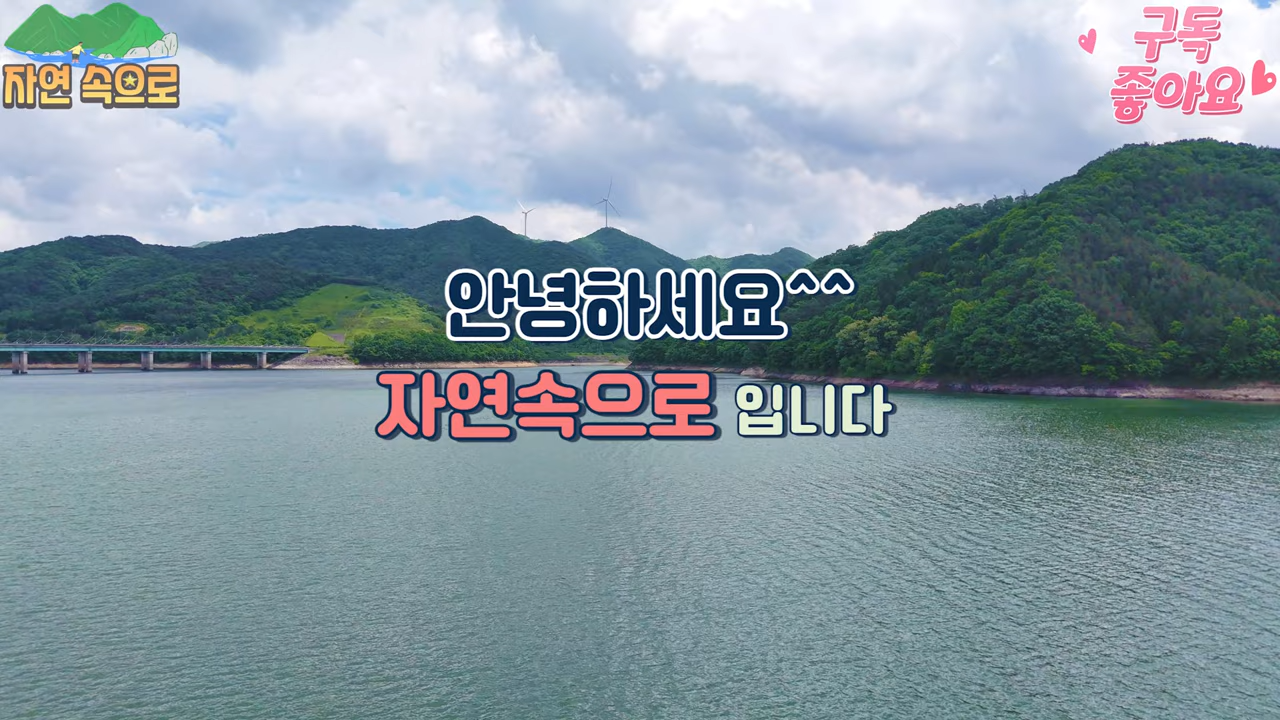 자연 속으로
구독
좋아요
안녕하세요^^
자연속으로 입니다